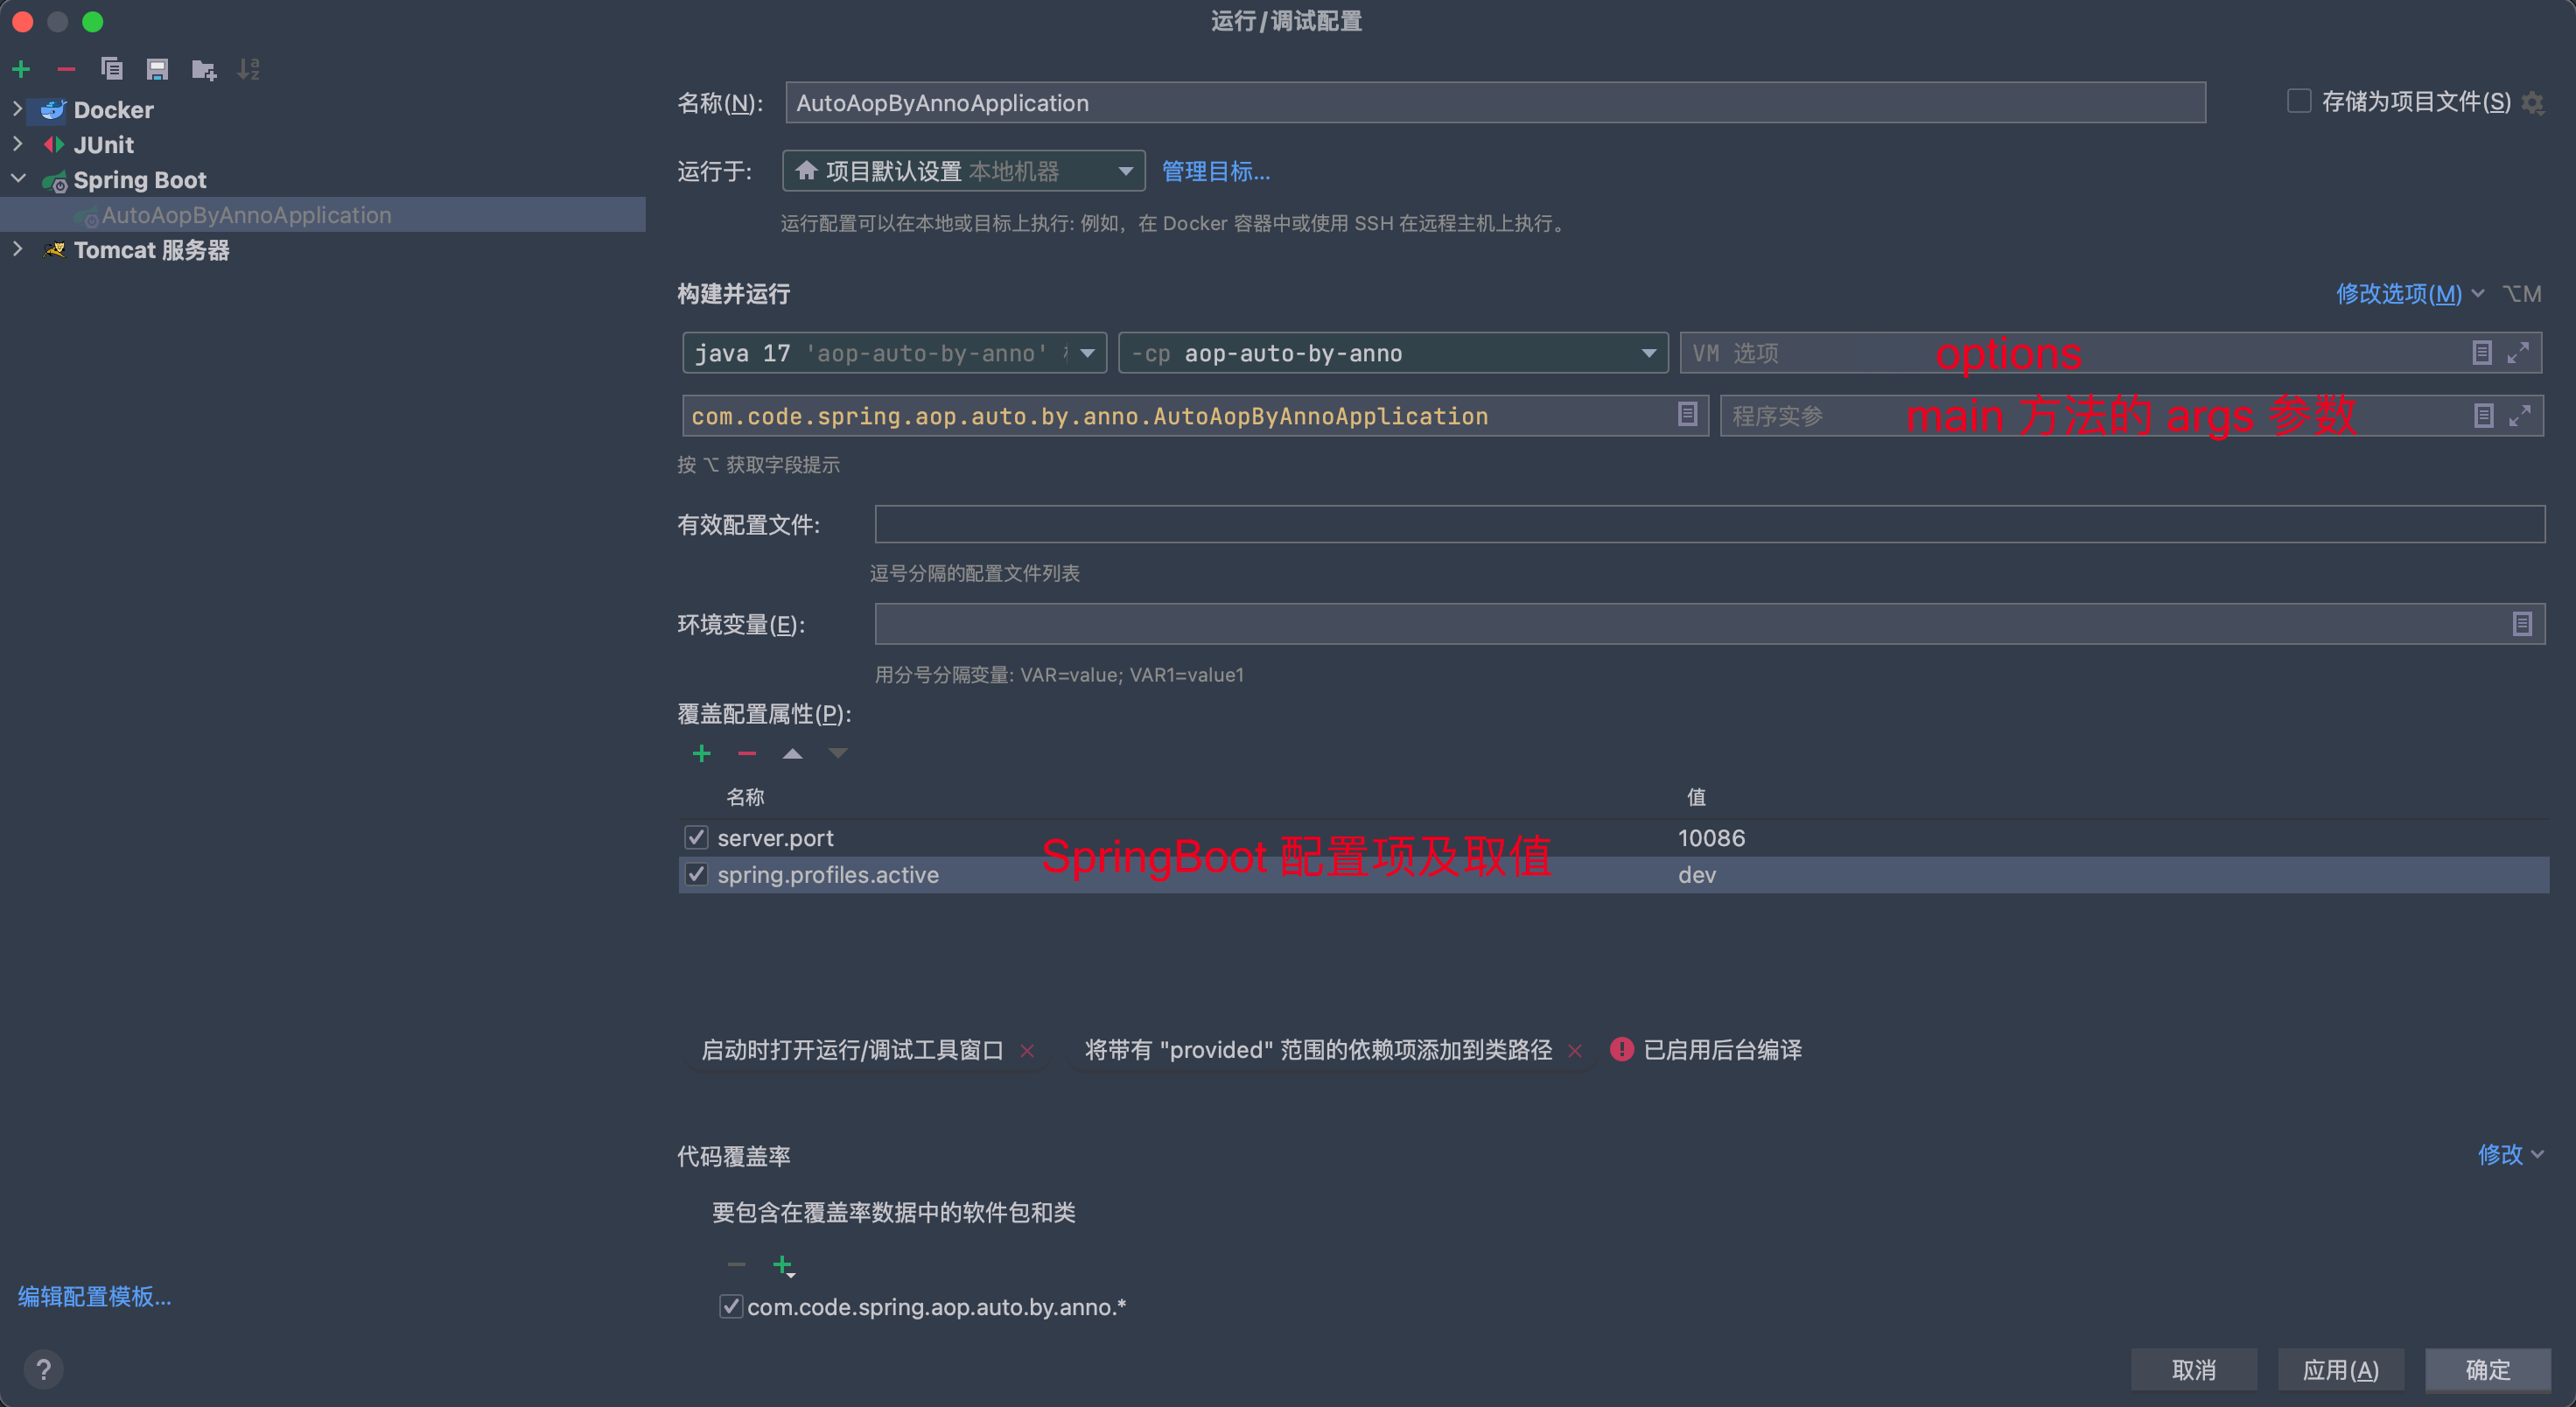 运行/调试配置
Docker
JUnit
Spring Boot
AutoAopByAnnoApplication
Tomcat 服务器
名称(N): AutoAopByAnnoApplication 存储为项目文件(S)
运行于: 项目默认设置 本地机器 管理目标...
运行配置可以在本地或目标上执行: 例如，在 Docker 容器中或使用 SSH 在远程主机上执行。
构建并运行 修改选项(M) ⌥M
java 17 'aop-auto-by-anno' -cp aop-auto-by-anno VM 选项 options
com.code.spring.aop.auto.by.anno.AutoAopByAnnoApplication 程序实参 main 方法的 args 参数
按 ⌥ 获取字段提示
有效配置文件:
逗号分隔的配置文件列表
环境变量(E):
用分号分隔变量: VAR=value; VAR1=value1
覆盖配置属性(P):
名称 值
server.port 10086
SpringBoot 配置项及取值
spring.profiles.active dev
启动时打开运行/调试工具窗口 × 将带有 "provided" 范围的依赖项添加到类路径 × 已启用后台编译
代码覆盖率 修改
要包含在覆盖率数据中的软件包和类
com.code.spring.aop.auto.by.anno.*
编辑配置模板...
? 取消 应用(A) 确定